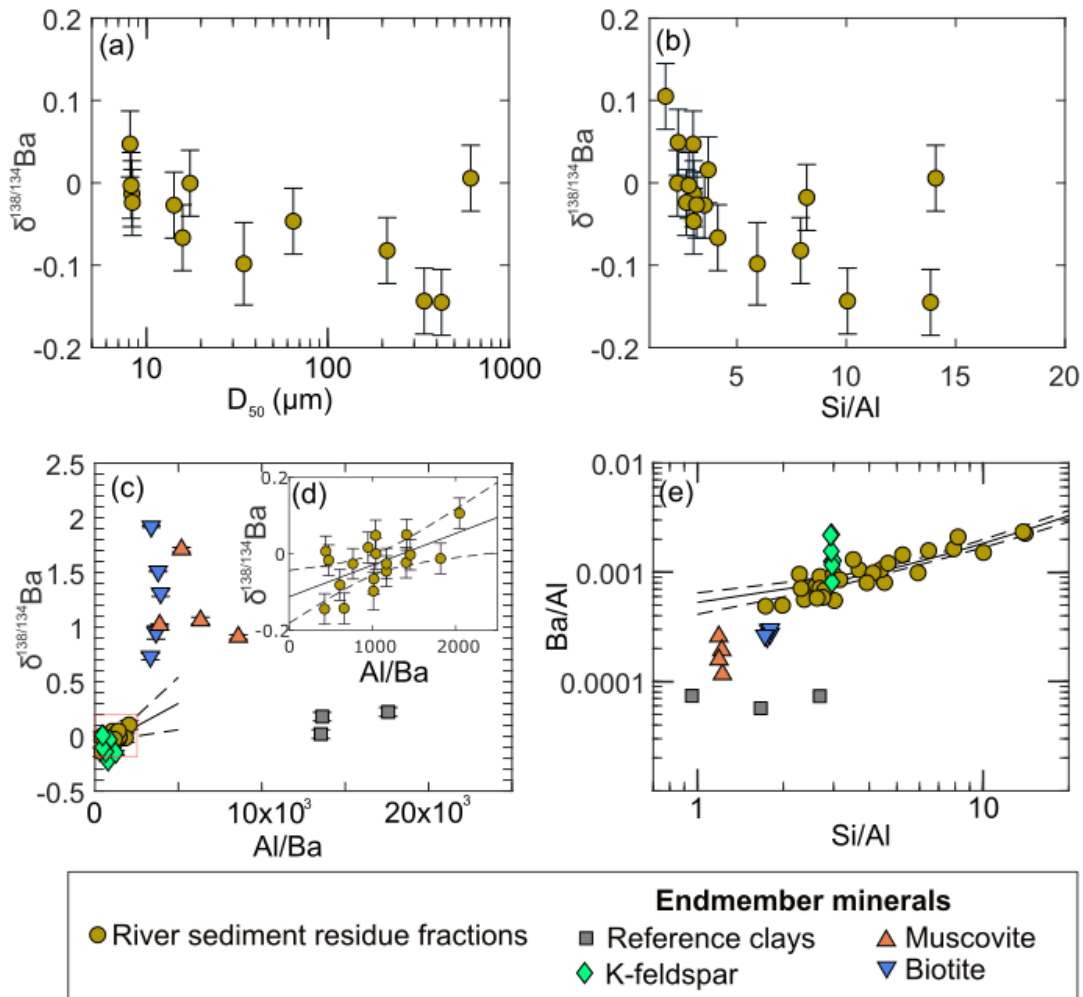 (a)
0.2
0.1
0
-0.1
-0.2
δ¹³⁸/¹³⁴Ba
10
100
1000
D₅₀ (µm)
(b)
0.2
0.1
0
-0.1
-0.2
δ¹³⁸/¹³⁴Ba
5
10
15
20
Si/Al
(c)
2.5
2
1.5
1
0.5
0
-0.5
δ¹³⁸/¹³⁴Ba
0
10x10³
20x10³
Al/Ba
(d)
0.2
0
-0.2
δ¹³⁸/¹³⁴Ba
0
1000
2000
Al/Ba
(e)
0.01
0.001
0.0001
Ba/Al
1
10
Si/Al
Endmember minerals
River sediment residue fractions
Reference clays
Muscovite
K-feldspar
Biotite